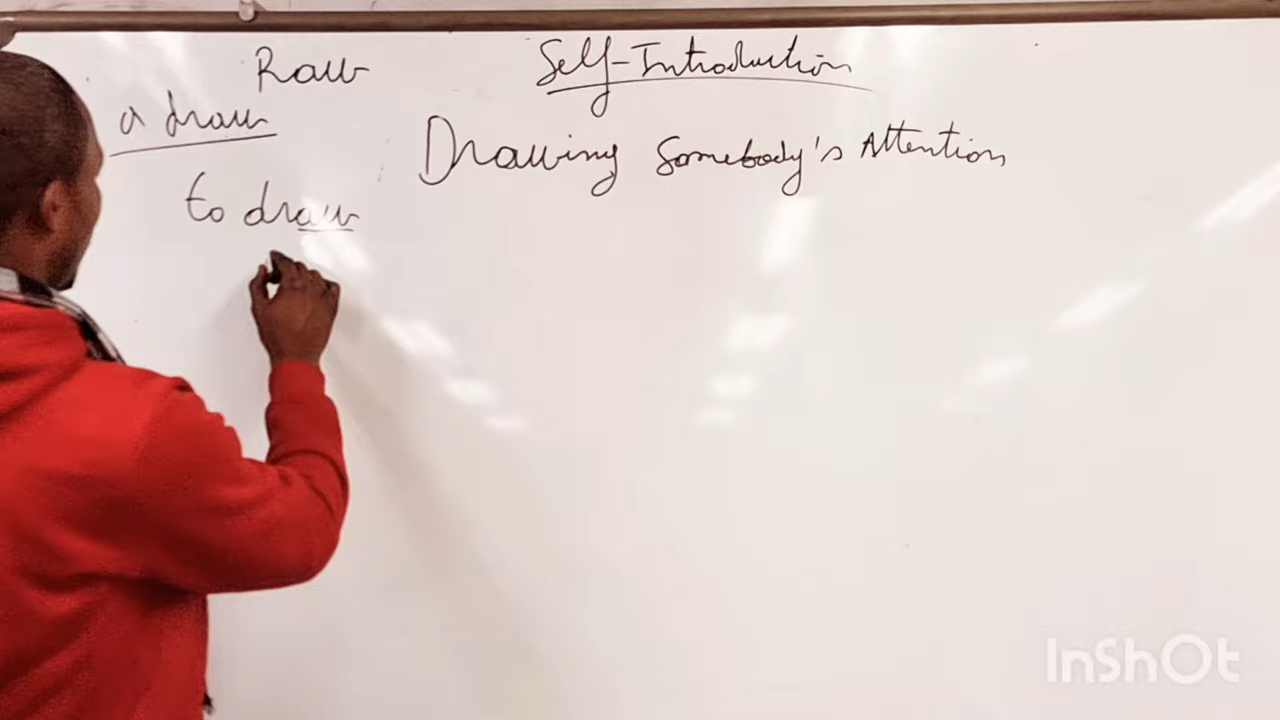 Raw
Self-Introduction
a draw
Drawing Somebody's Attention
to draw
InShOt